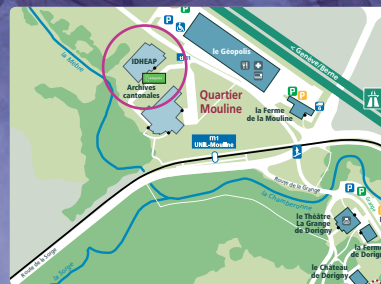 P
P
le Géopolis
< Genève/Berne
la Mèbre
IDHEAP
Archives
cantonales
Quartier
Mouline
P
P
la Ferme
de la Mouline
m1
UNIL-Mouline
Route de la Grange
la Chamberonne
P
P
le Théâtre
La Grange
de Dorigny
la Ferme
de Dorigny
le Château
de Dorigny
la Sorge
Route de la Sorge